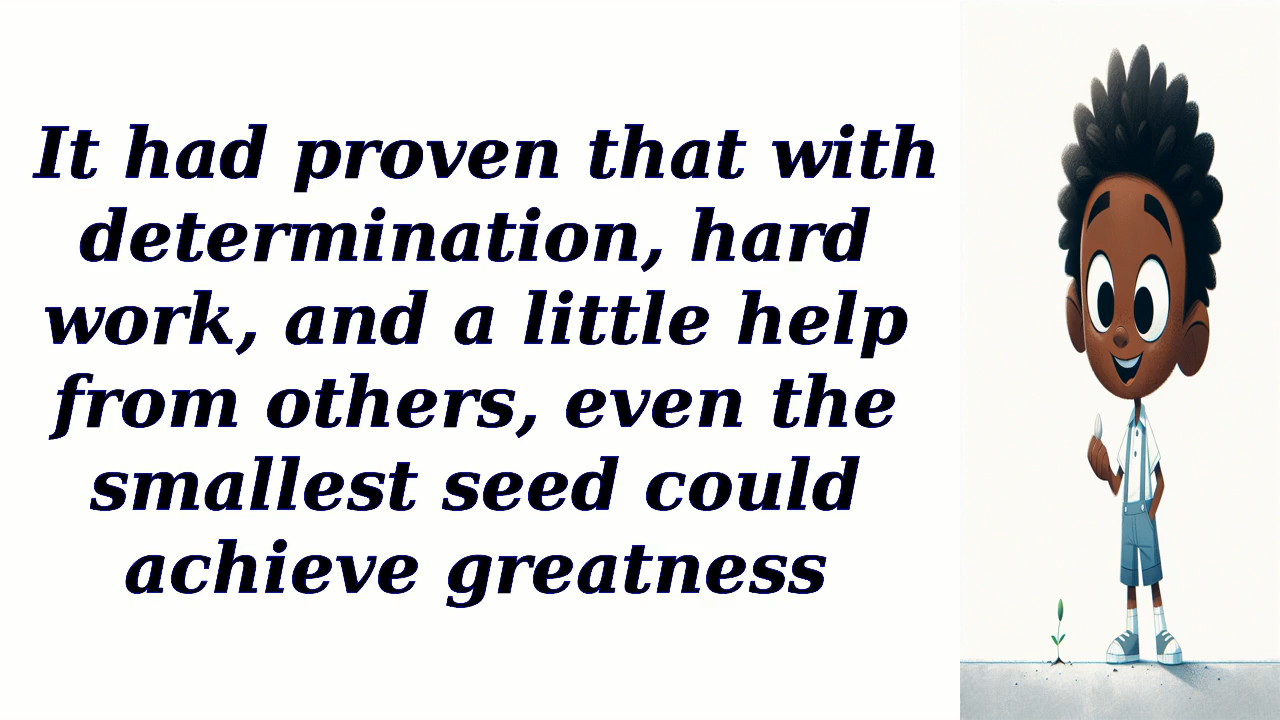 It had proven that with
determination, hard
work, and a little help
from others, even the
smallest seed could
achieve greatness